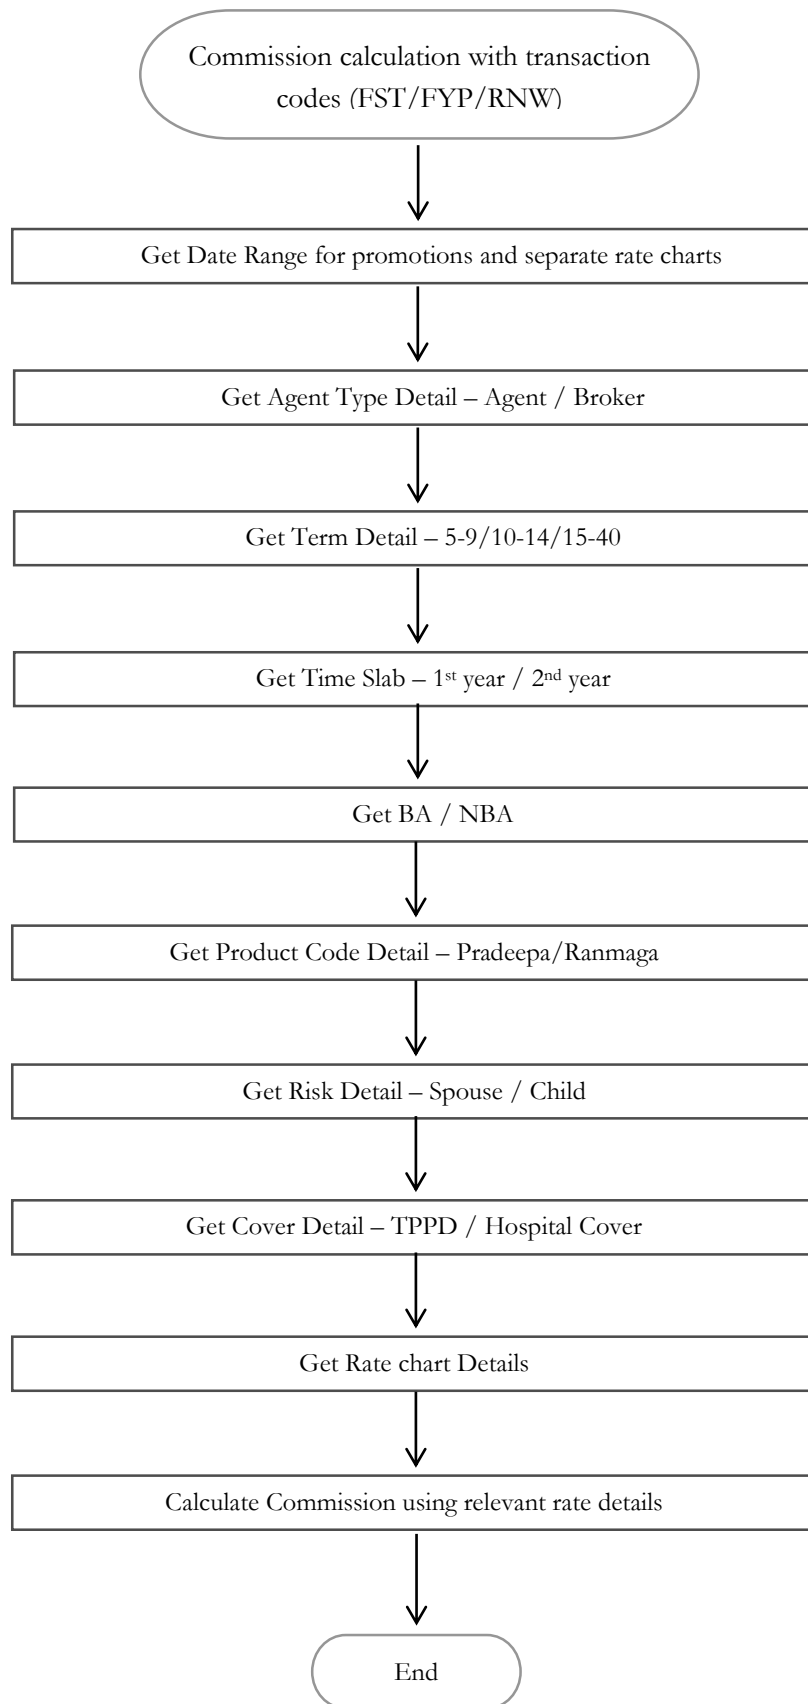 Commission calculation with transaction
codes (FST/FYP/RNW)
Get Date Range for promotions and separate rate charts
Get Agent Type Detail – Agent / Broker
Get Term Detail – 5-9/10-14/15-40
Get Time Slab – 1st year / 2nd year
Get BA / NBA
Get Product Code Detail – Pradeepa/Ranmaga
Get Risk Detail – Spouse / Child
Get Cover Detail – TPPD / Hospital Cover
Get Rate chart Details
Calculate Commission using relevant rate details
End